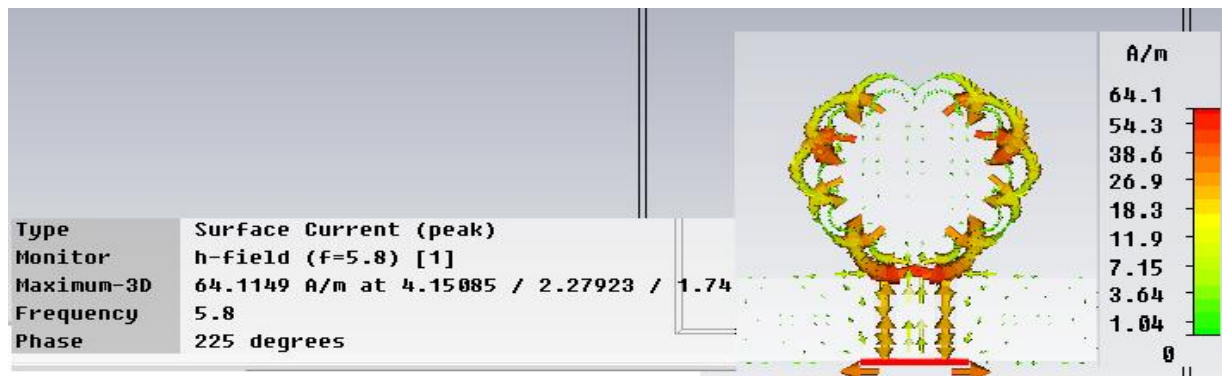 Type Surface Current (peak)
Monitor h-field (f=5.8) [1]
Maximum-3D 64.1149 A/m at 4.15085 / 2.27923 / 1.74
Frequency 5.8
Phase 225 degrees
A/m
64.1
54.3
38.6
26.9
18.3
11.9
7.15
3.64
1.04
0